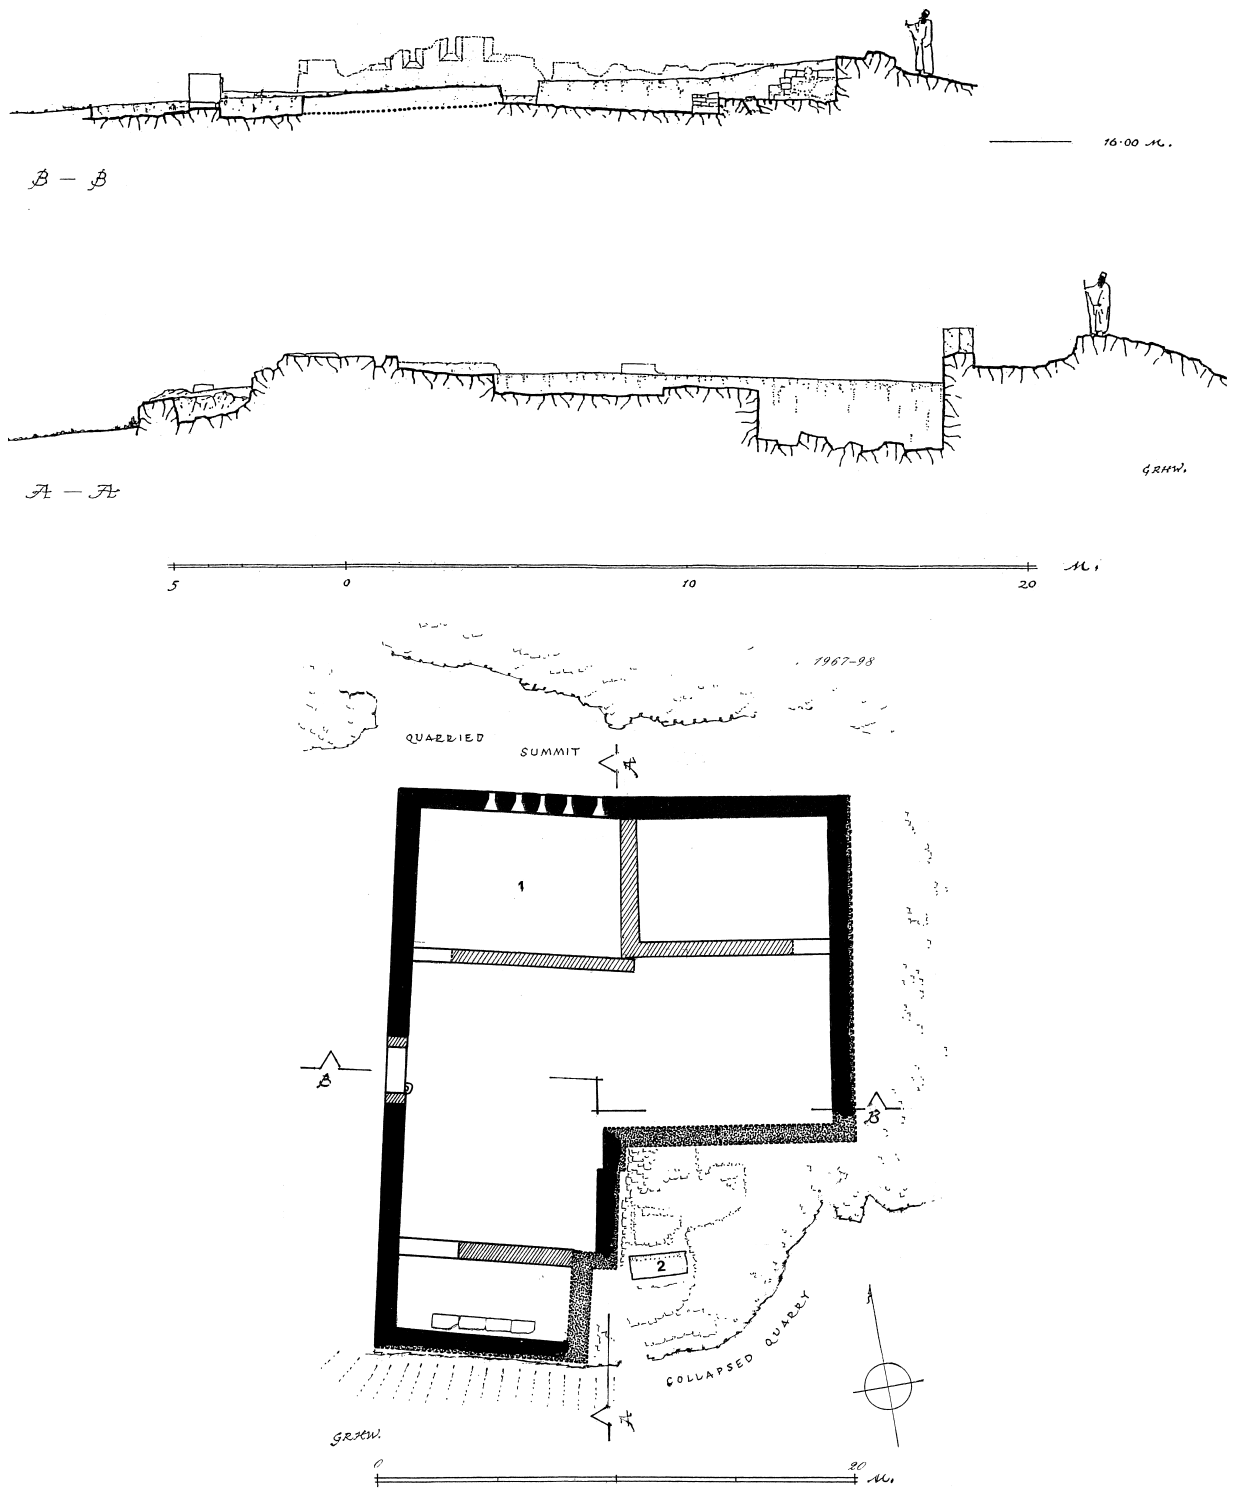 16·00 M.
B — B
GRHW.
A — A
5 0 10 20 M.
1967–98
QUARRIED SUMMIT
A
1
B
B
2
COLLAPSED QUARRY
A
GRHW.
0 20 M.